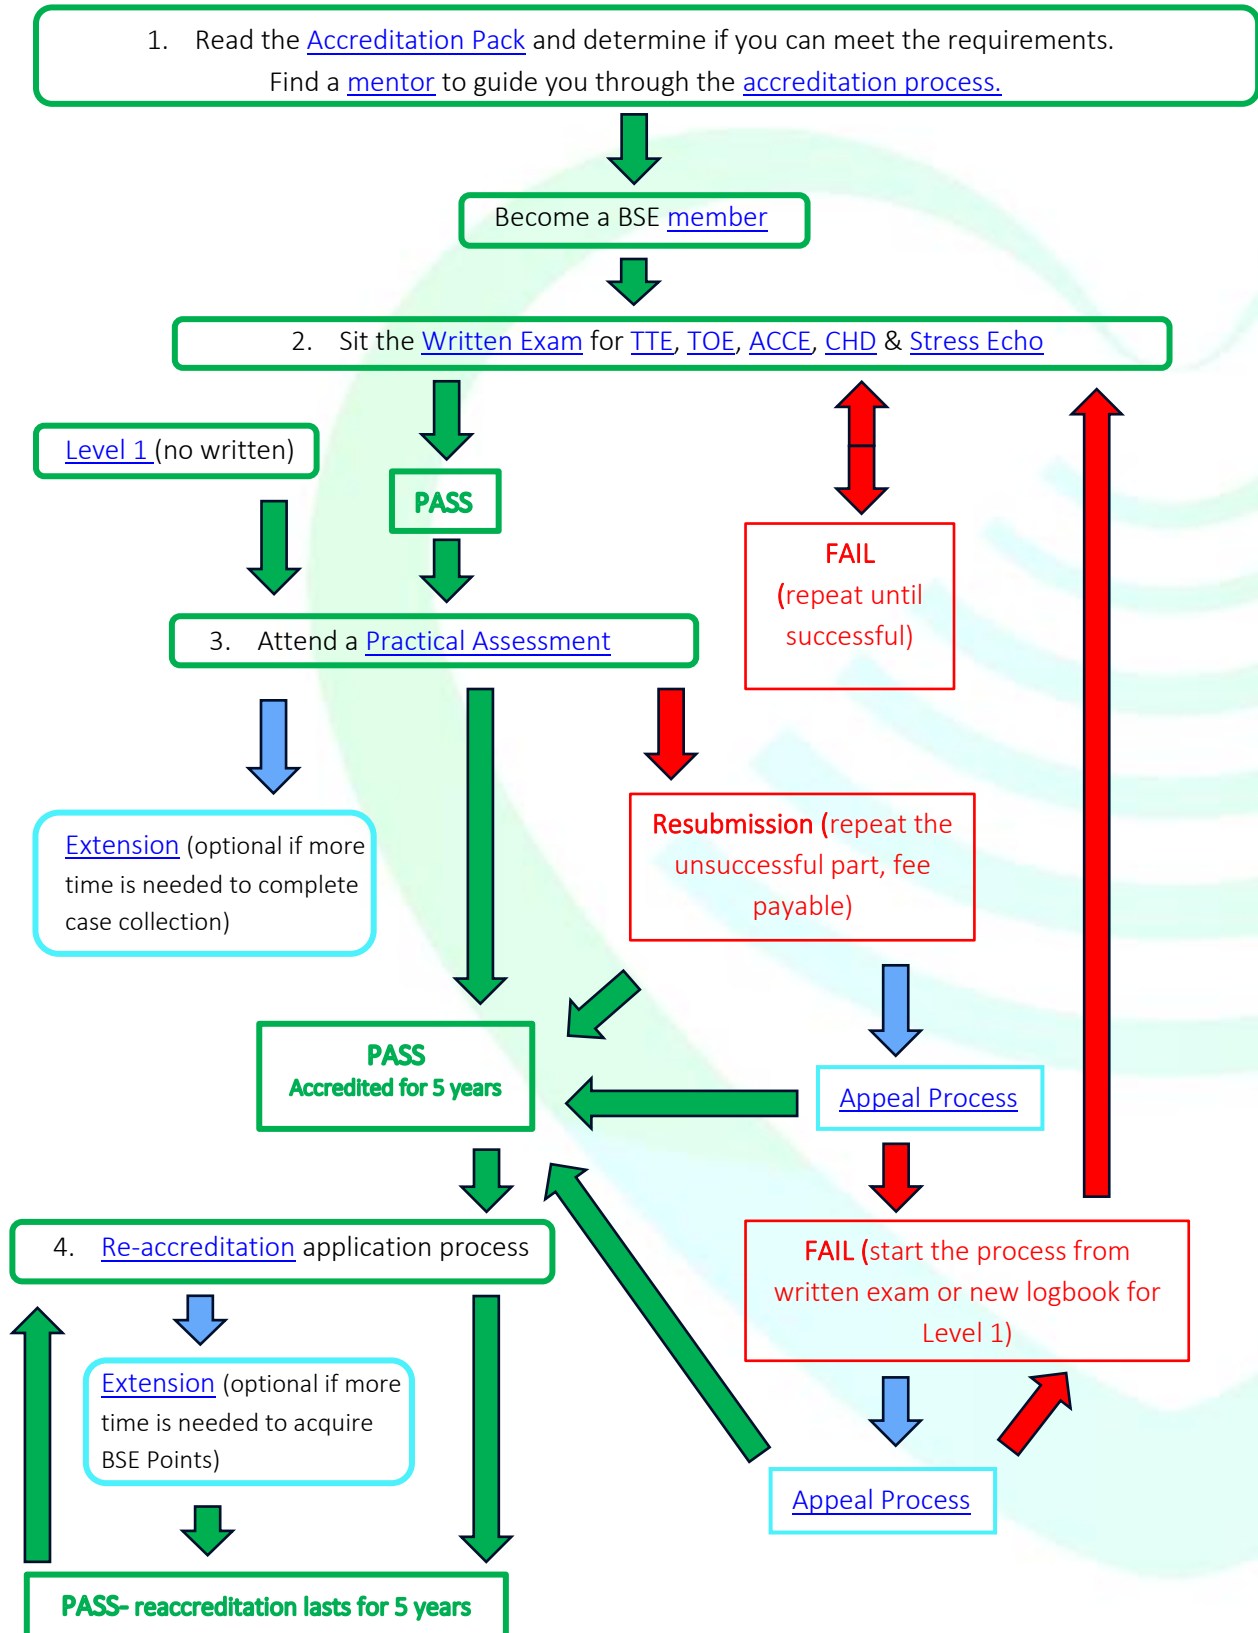 1. Read the Accreditation Pack and determine if you can meet the requirements.
Find a mentor to guide you through the accreditation process.
Become a BSE member
2. Sit the Written Exam for TTE, TOE, ACCE, CHD & Stress Echo
Level 1 (no written)
PASS
FAIL
(repeat until
successful)
3. Attend a Practical Assessment
Extension (optional if more
time is needed to complete
case collection)
Resubmission (repeat the
unsuccessful part, fee
payable)
PASS
Accredited for 5 years
Appeal Process
4. Re-accreditation application process
FAIL (start the process from
written exam or new logbook for
Level 1)
Extension (optional if more
time is needed to acquire
BSE Points)
Appeal Process
PASS- reaccreditation lasts for 5 years